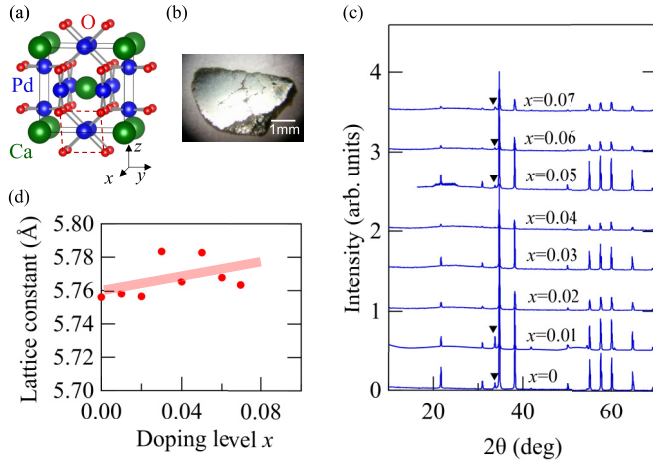 (a)
O
Pd
Ca
z
x
y
(b)
1mm
(c)
Intensity (arb. units)
4
3
2
1
0
x=0.07
x=0.06
x=0.05
x=0.04
x=0.03
x=0.02
x=0.01
x=0
20
40
60
2θ (deg)
(d)
Lattice constant (Å)
5.80
5.78
5.76
5.72
5.70
0.00
0.04
0.08
Doping level x